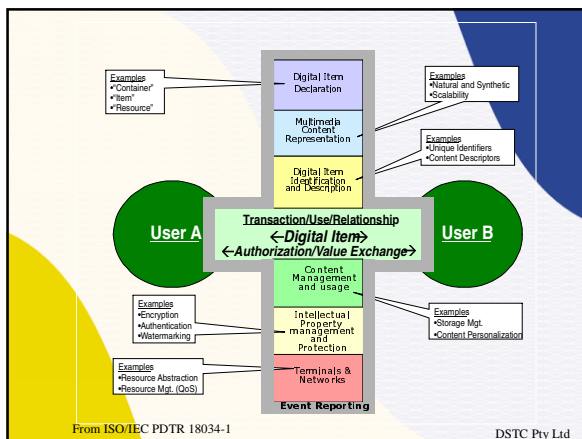 Digital Item
Declaration
Examples
•"Container"
•"Item"
•"Resource"
Examples
•Natural and Synthetic
•Scalability
Multimedia
Content
Representation
Examples
•Unique Identifiers
•Content Descriptors
Digital Item
Identification
and Description
User A
Transaction/Use/Relationship
←Digital Item→
←Authorization/Value Exchange→
User B
Content
Management
and usage
Examples
•Encryption
•Authentication
•Watermarking
Intellectual
Property
management
and
Protection
Examples
•Storage Mgt.
•Content Personalization
Examples
•Resource Abstraction
•Resource Mgt. (QoS)
Terminals &
Networks
Event Reporting
From ISO/IEC PDTR 18034-1
DSTC Pty Ltd